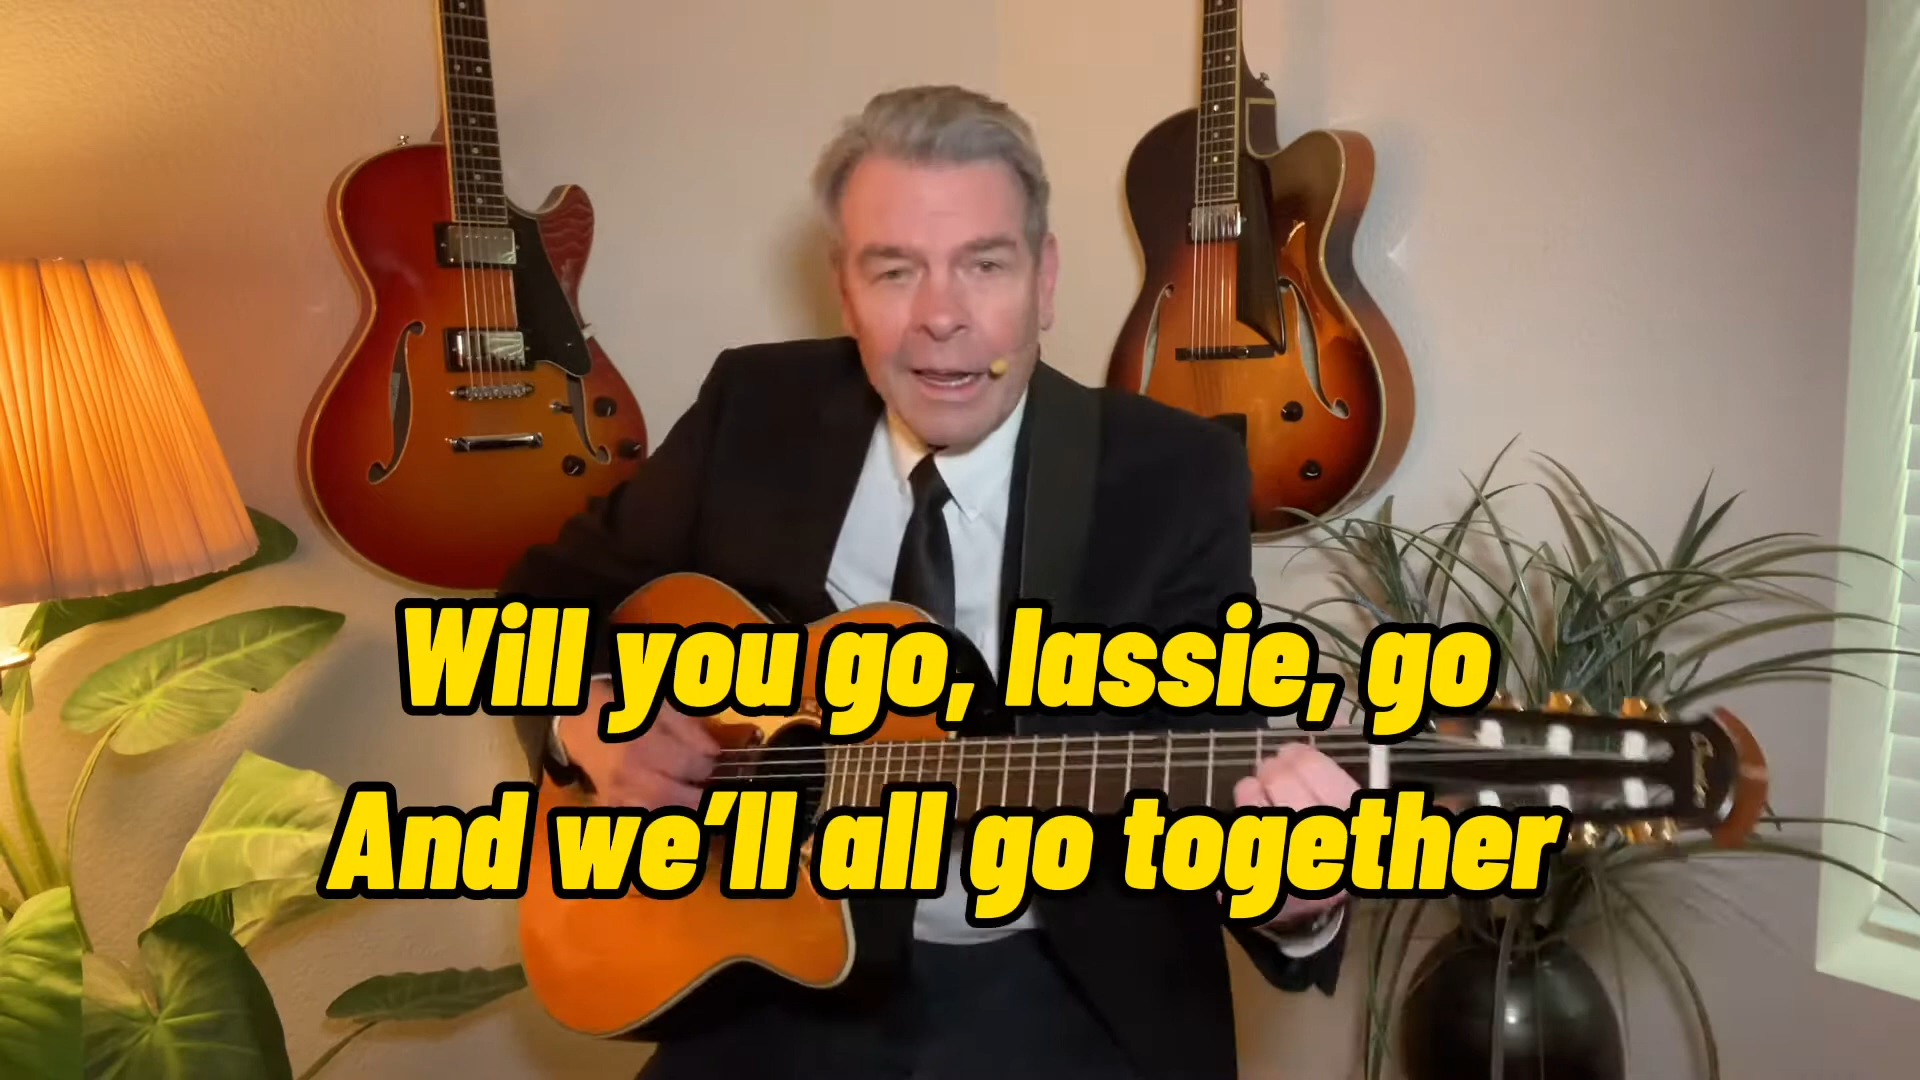 Will you go, lassie, go
And we’ll all go together